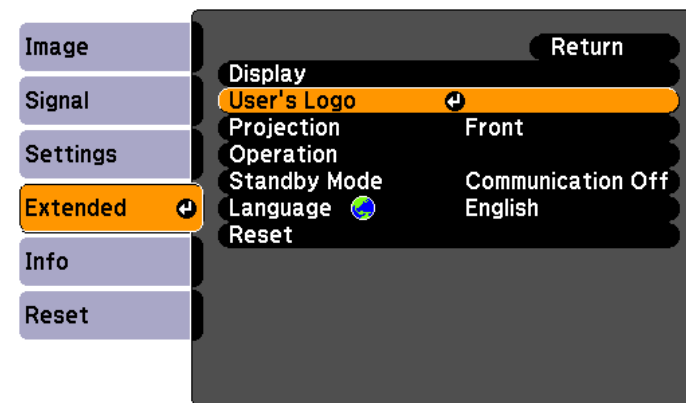 Image
Signal
Settings
Extended
Info
Reset
Return
Display
User's Logo
Projection Front
Operation
Standby Mode Communication Off
Language English
Reset